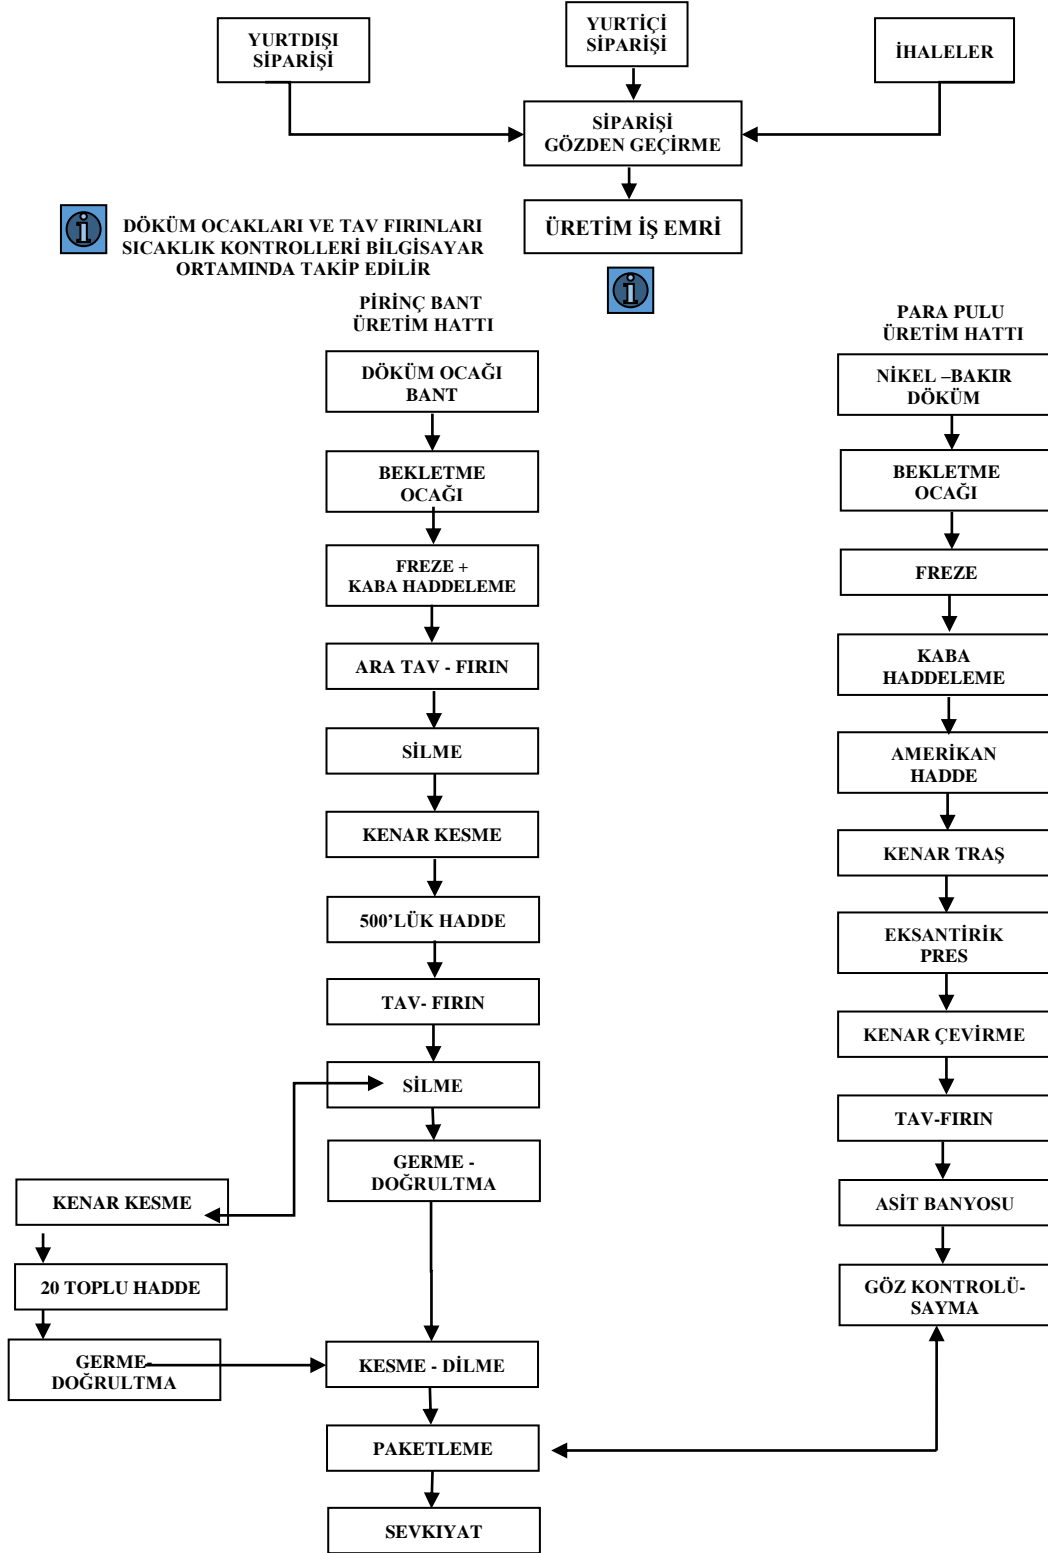 YURTDIŞI
SİPARİŞİ
YURTİÇİ
SİPARİŞİ
İHALELER
SİPARİŞİ
GÖZDEN GEÇİRME
ÜRETİM İŞ EMRİ
DÖKÜM OCAKLARI VE TAV FIRINLARI
SICAKLIK KONTROLLERİ BİLGİSAYAR
ORTAMINDA TAKİP EDİLİR
PİRİNÇ BANT
ÜRETİM HATTI
DÖKÜM OCAĞI
BANT
BEKLETME
OCAĞI
FREZE +
KABA HADDELEME
ARA TAV - FIRIN
SİLME
KENAR KESME
500’LÜK HADDE
TAV- FIRIN
SİLME
GERME -
DOĞRULTMA
KENAR KESME
20 TOPLU HADDE
GERME-
DOĞRULTMA
KESME - DİLME
PAKETLEME
SEVKIYAT
PARA PULU
ÜRETİM HATTI
NİKEL –BAKIR
DÖKÜM
BEKLETME
OCAĞI
FREZE
KABA
HADDELEME
AMERİKAN
HADDE
KENAR TRAŞ
EKSANTİRİK
PRES
KENAR ÇEVİRME
TAV-FIRIN
ASİT BANYOSU
GÖZ KONTROLÜ-
SAYMA